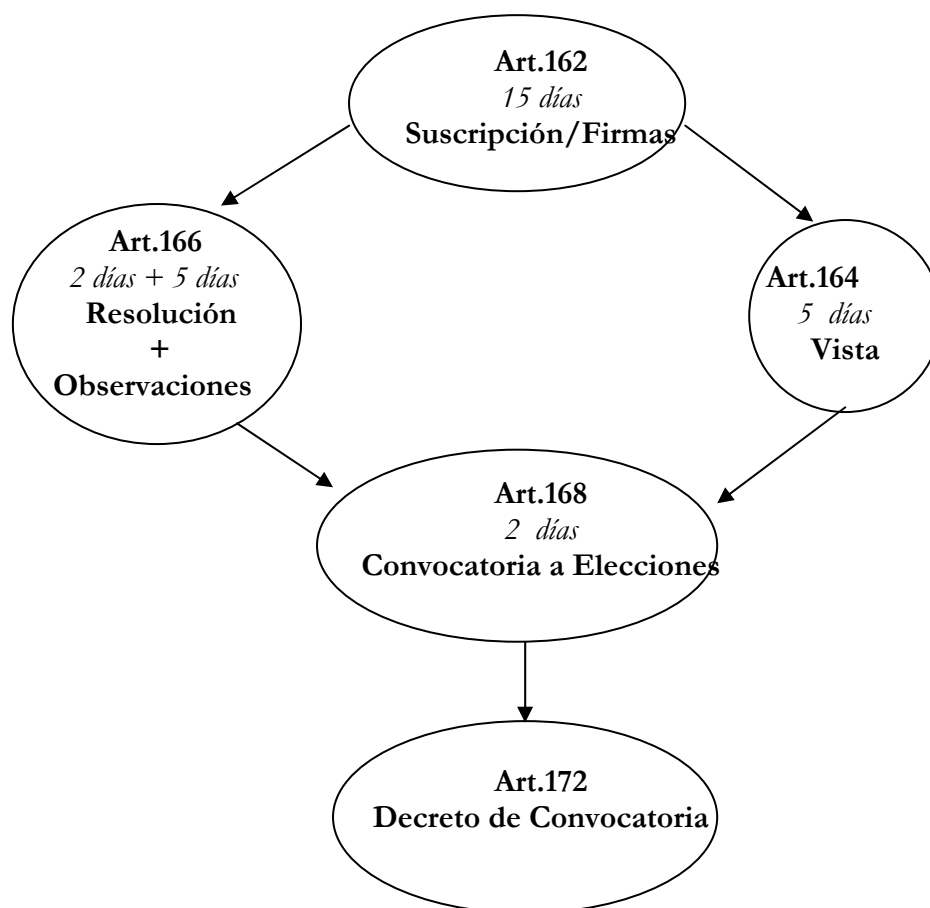 Art.162
15 días
Suscripción/Firmas
Art.166
2 días + 5 días
Resolución
+
Observaciones
Art.164
5 días
Vista
Art.168
2 días
Convocatoria a Elecciones
Art.172
Decreto de Convocatoria